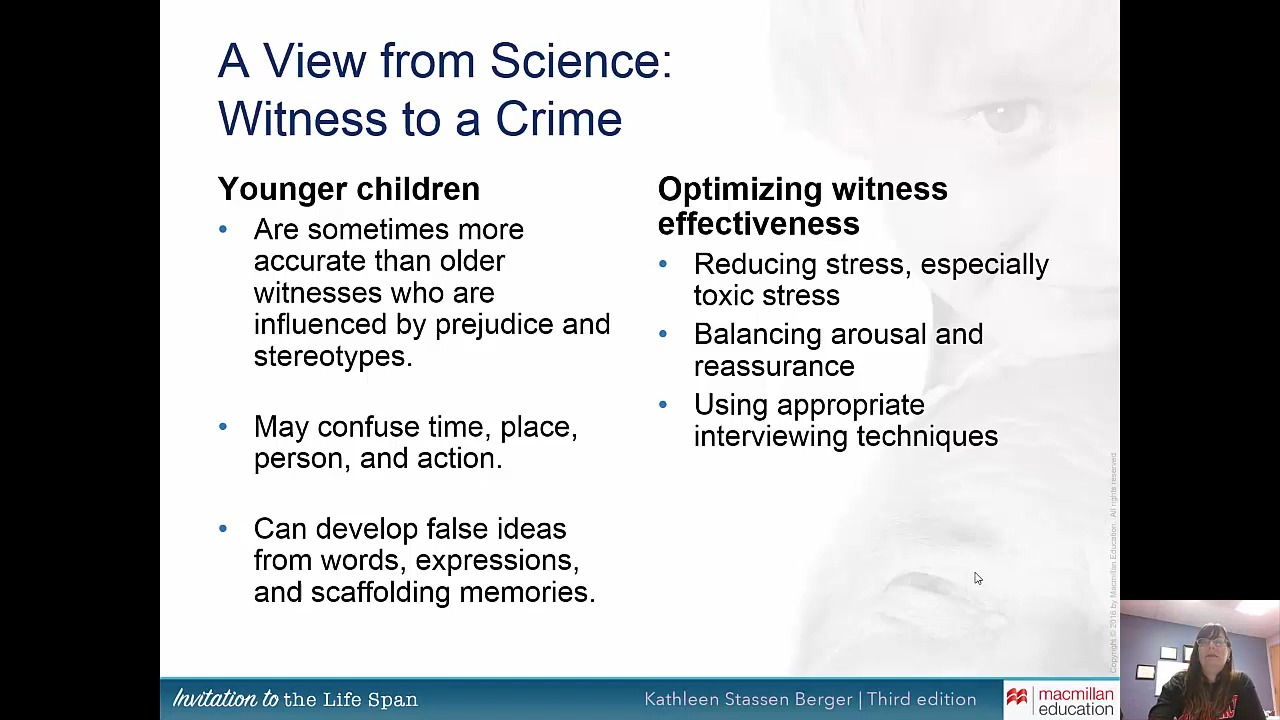 A View from Science:
Witness to a Crime
Younger children
• Are sometimes more
accurate than older
witnesses who are
influenced by prejudice and
stereotypes.
• May confuse time, place,
person, and action.
• Can develop false ideas
from words, expressions,
and scaffolding memories.
Optimizing witness
effectiveness
• Reducing stress, especially
toxic stress
• Balancing arousal and
reassurance
• Using appropriate
interviewing techniques
Copyright © 2016 by Macmillan Education. All rights reserved
Invitation to the Life Span
Kathleen Stassen Berger | Third edition
macmillan
education